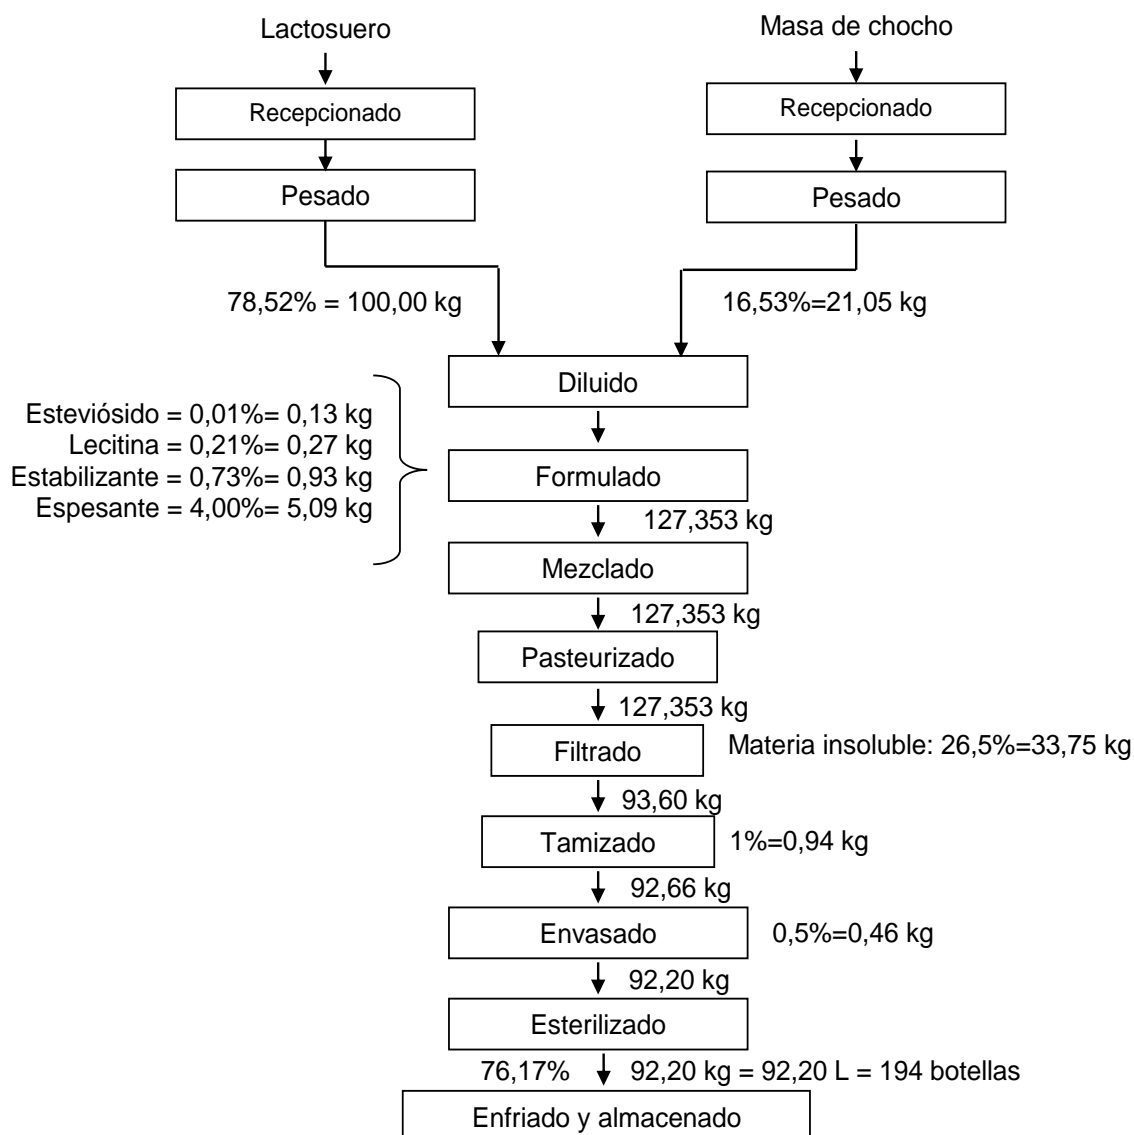 Lactosuero
Masa de chocho
Recepcionado
Recepcionado
Pesado
Pesado
78,52% = 100,00 kg
16,53%=21,05 kg
Diluido
Esteviósido = 0,01%= 0,13 kg
Lecitina = 0,21%= 0,27 kg
Estabilizante = 0,73%= 0,93 kg
Espesante = 4,00%= 5,09 kg
Formulado
127,353 kg
Mezclado
127,353 kg
Pasteurizado
127,353 kg
Filtrado
Materia insoluble: 26,5%=33,75 kg
93,60 kg
Tamizado
1%=0,94 kg
92,66 kg
Envasado
0,5%=0,46 kg
92,20 kg
Esterilizado
76,17%
92,20 kg = 92,20 L = 194 botellas
Enfriado y almacenado